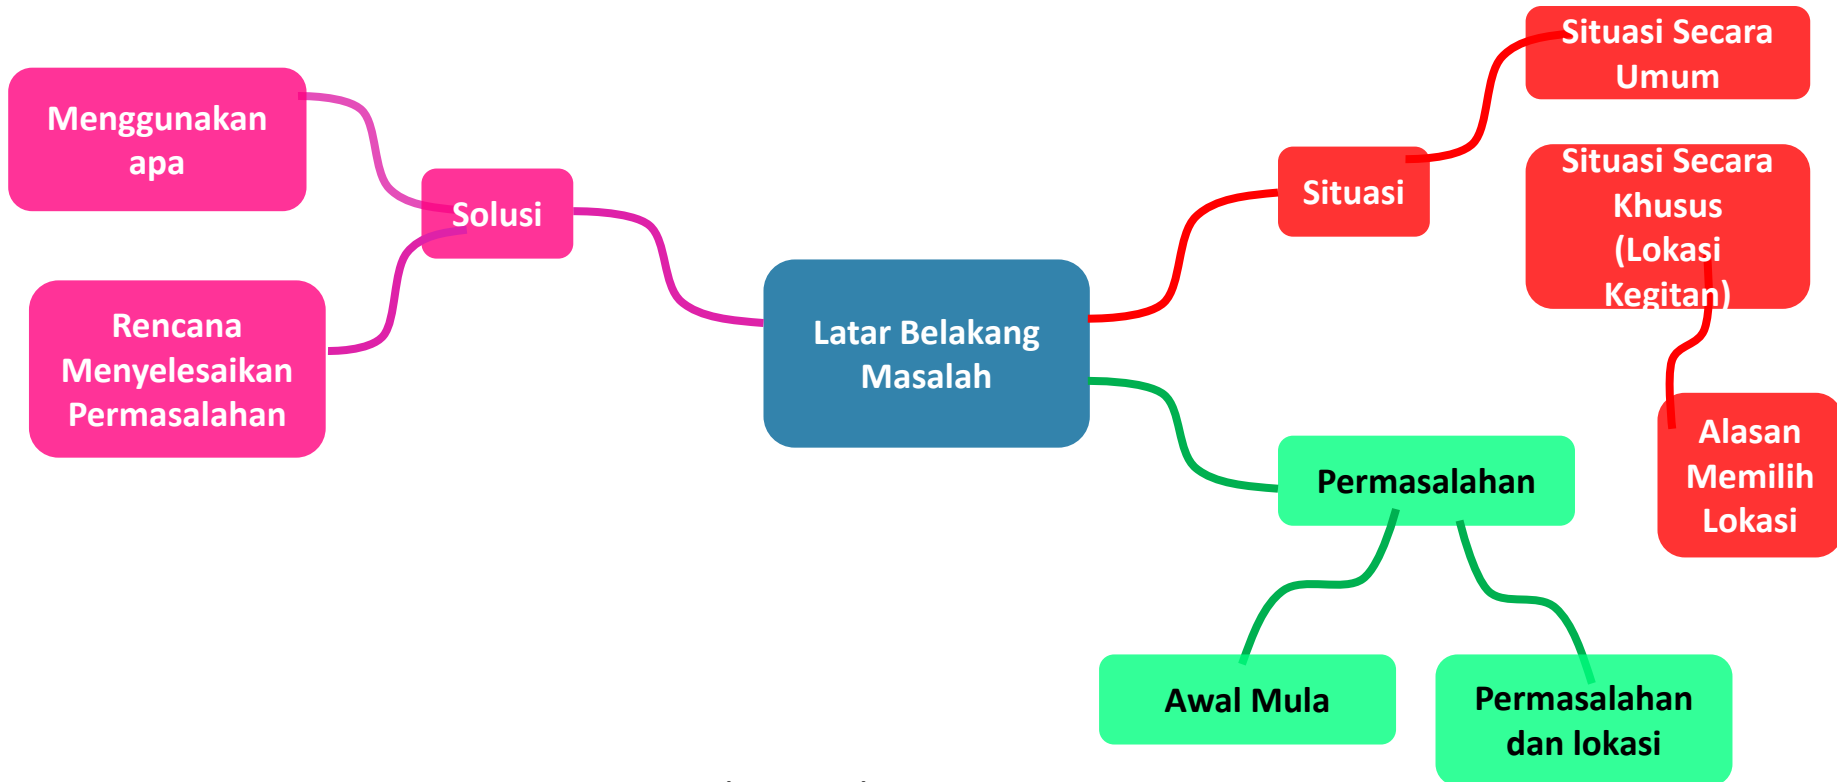 Menggunakan
apa
Solusi
Rencana
Menyelesaikan
Permasalahan
Latar Belakang
Masalah
Situasi
Situasi Secara
Umum
Situasi Secara
Khusus
(Lokasi
Kegitan)
Alasan
Memilih
Lokasi
Permasalahan
Awal Mula
Permasalahan
dan lokasi